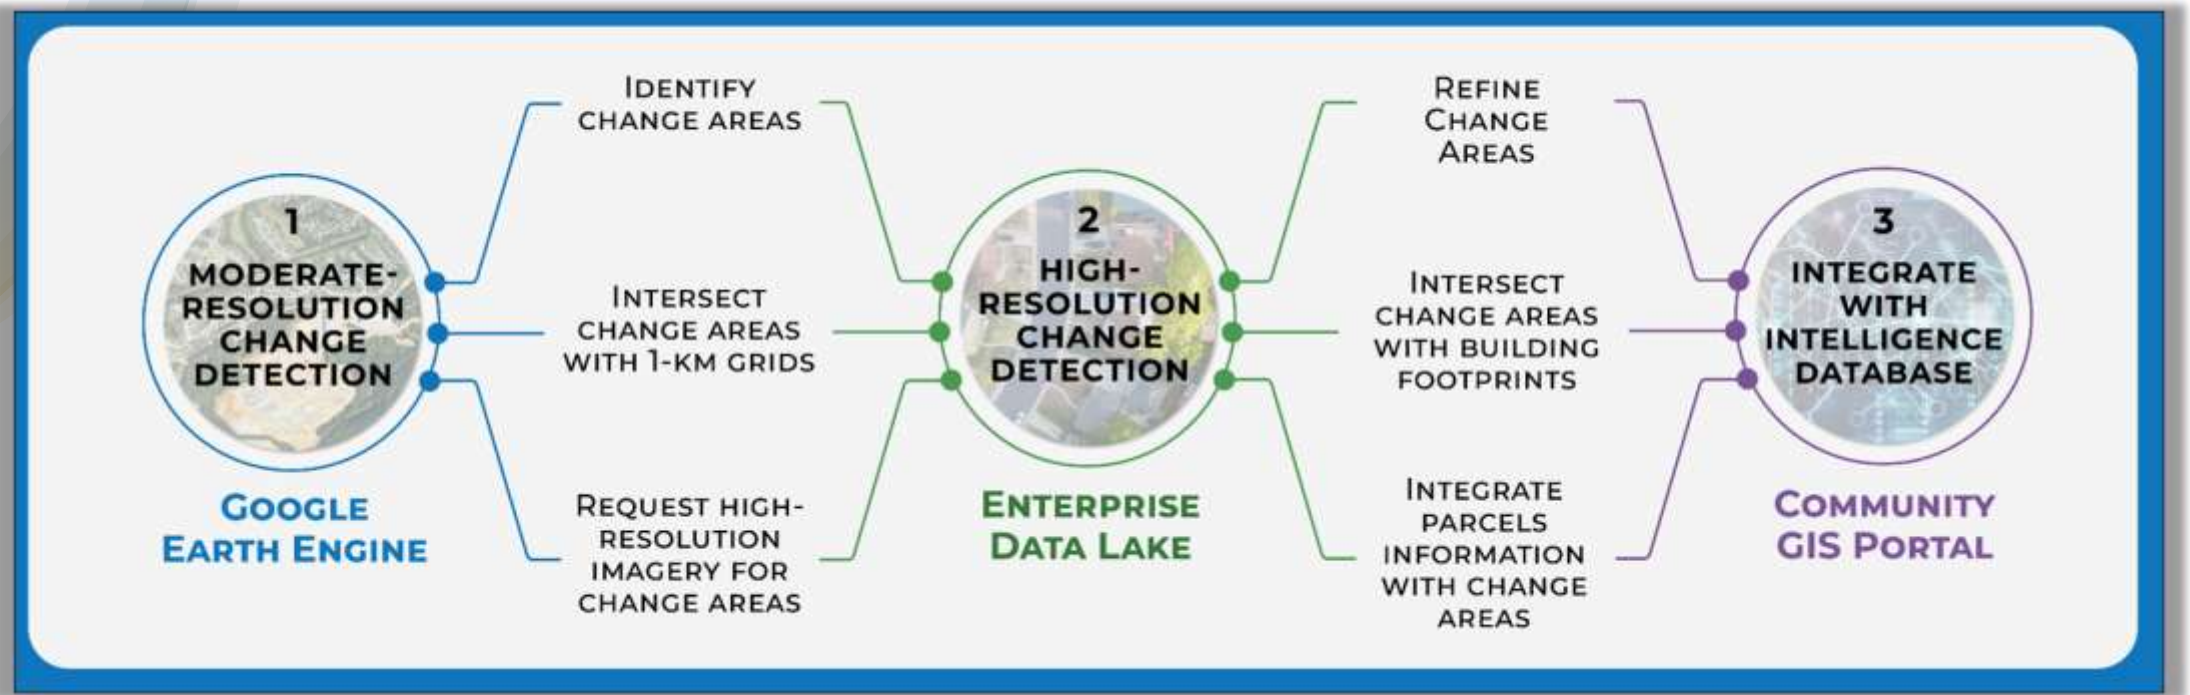 1
MODERATE-
RESOLUTION
CHANGE
DETECTION
GOOGLE
EARTH ENGINE
IDENTIFY
CHANGE AREAS
INTERSECT
CHANGE AREAS
WITH 1-KM GRIDS
REQUEST HIGH-
RESOLUTION
IMAGERY FOR
CHANGE AREAS
2
HIGH-
RESOLUTION
CHANGE
DETECTION
ENTERPRISE
DATA LAKE
REFINE
CHANGE
AREAS
INTERSECT
CHANGE AREAS
WITH BUILDING
FOOTPRINTS
INTEGRATE
PARCELS
INFORMATION
WITH CHANGE
AREAS
3
INTEGRATE
WITH
INTELLIGENCE
DATABASE
COMMUNITY
GIS PORTAL